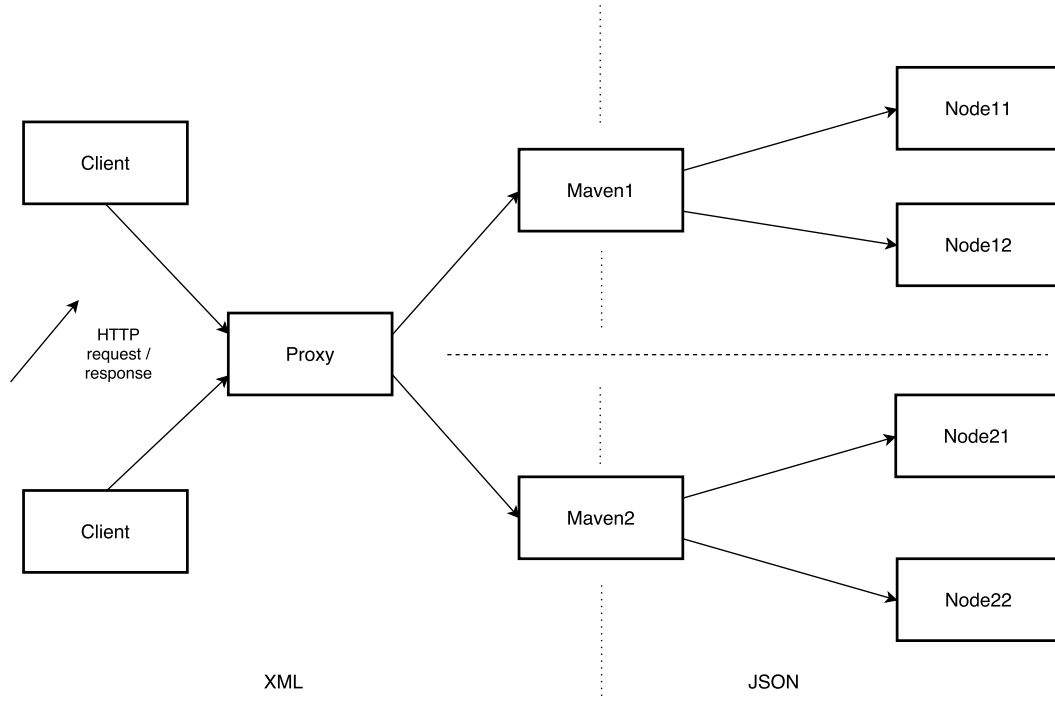 Client
HTTP
request /
response
Client
Proxy
Maven1
Maven2
Node11
Node12
Node21
Node22
XML
JSON